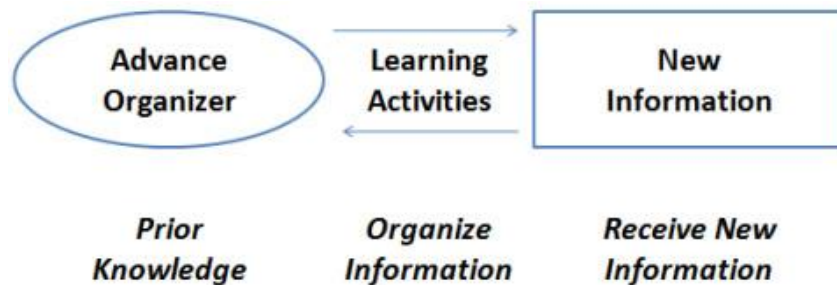 Advance
Organizer
Learning
Activities
New
Information
Prior
Knowledge
Organize
Information
Receive New
Information